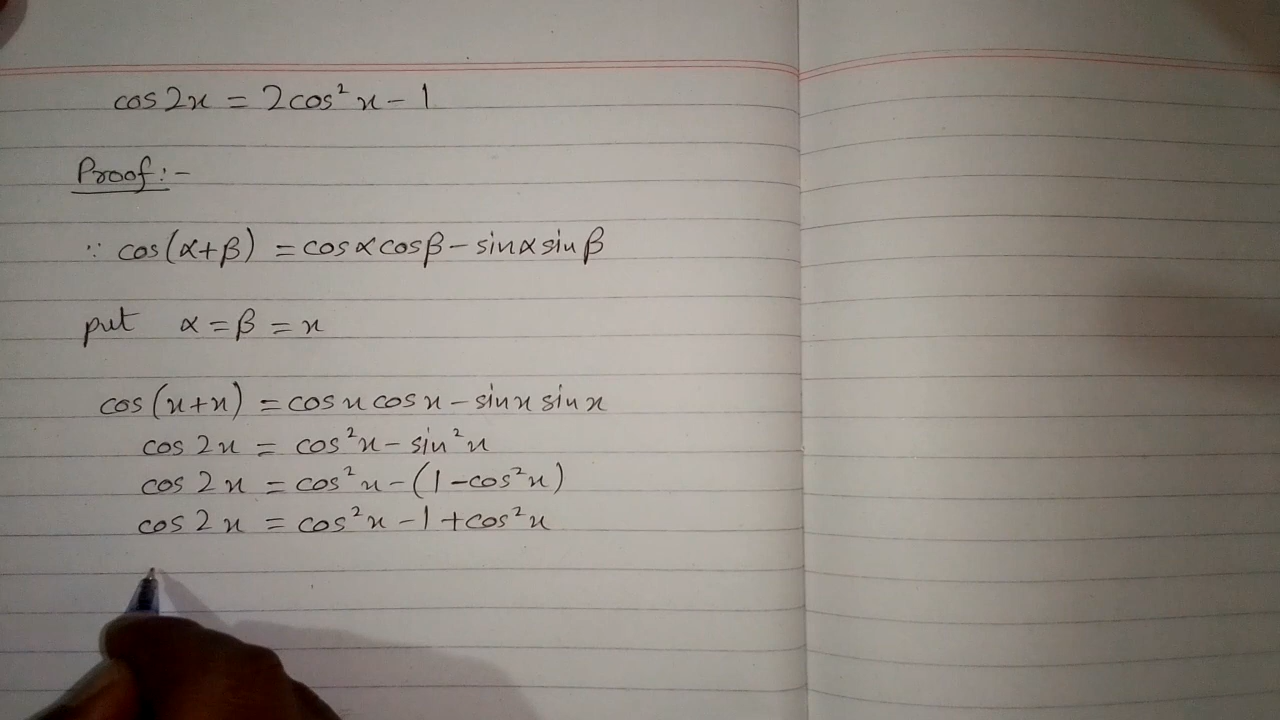 cos 2x = 2cos² x - 1
Proof :-
∵ cos(α+β) = cosα cosβ - sinα sinβ
put α = β = x
cos (x+x) = cos x cos x - sin x sin x
cos 2x = cos²x - sin²x
cos 2x = cos²x - (1 - cos²x)
cos 2x = cos²x - 1 + cos²x